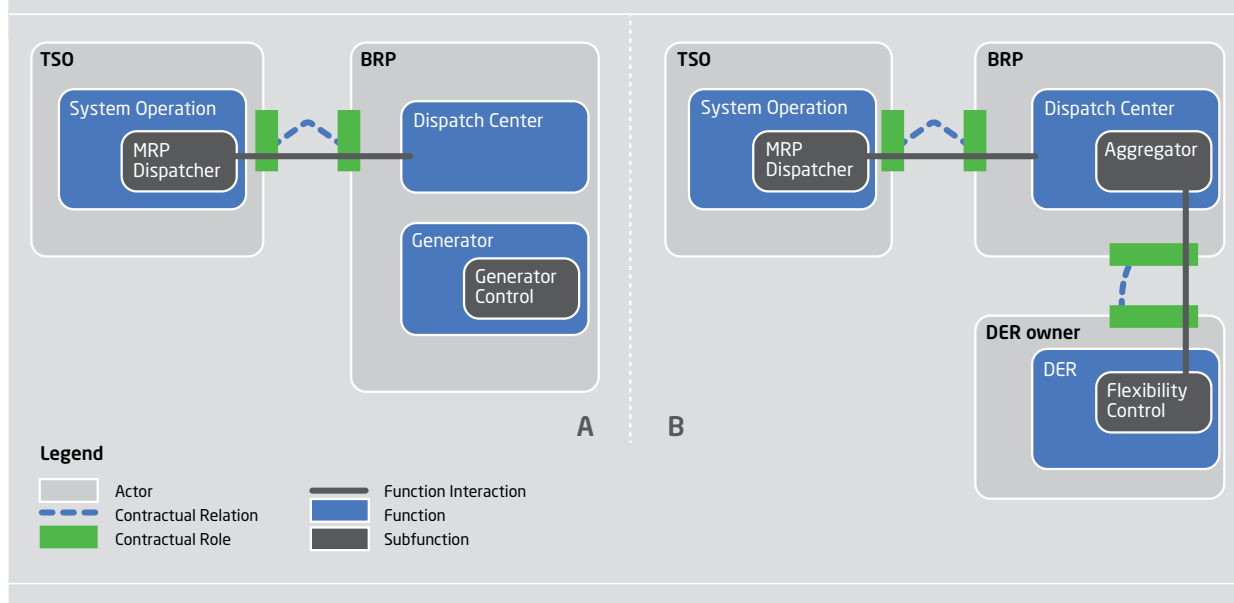 TSO
System Operation
MRP
Dispatcher
BRP
Dispatch Center
Generator
Generator
Control
A
TSO
System Operation
MRP
Dispatcher
BRP
Dispatch Center
Aggregator
DER owner
DER
Flexibility
Control
B
Legend
Actor
Contractual Relation
Contractual Role
Function Interaction
Function
Subfunction